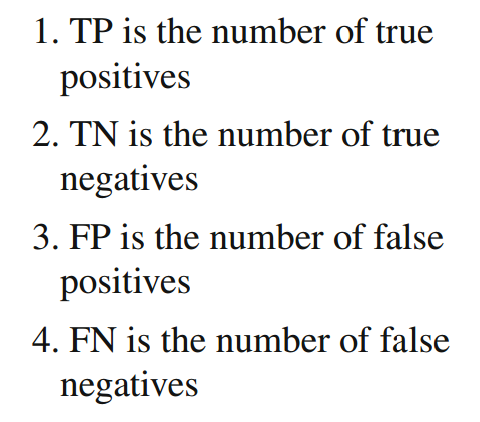 1. TP is the number of true
positives
2. TN is the number of true
negatives
3. FP is the number of false
positives
4. FN is the number of false
negatives